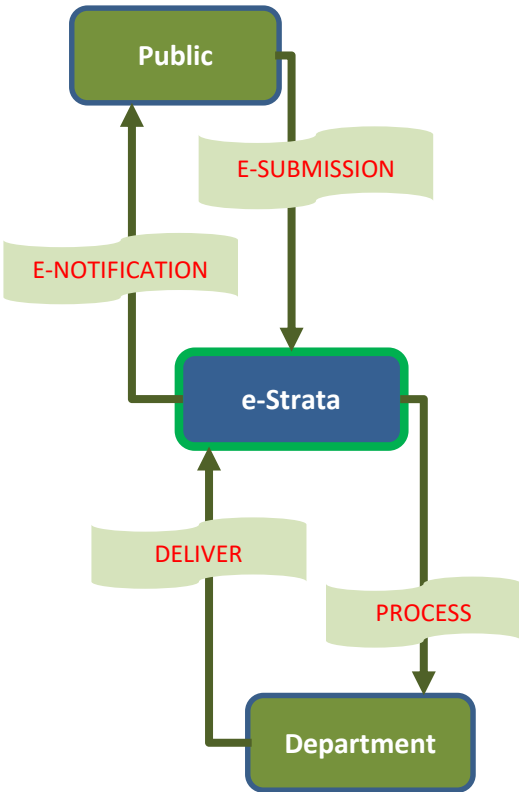 Public
E-SUBMISSION
E-NOTIFICATION
e-Strata
DELIVER
PROCESS
Department